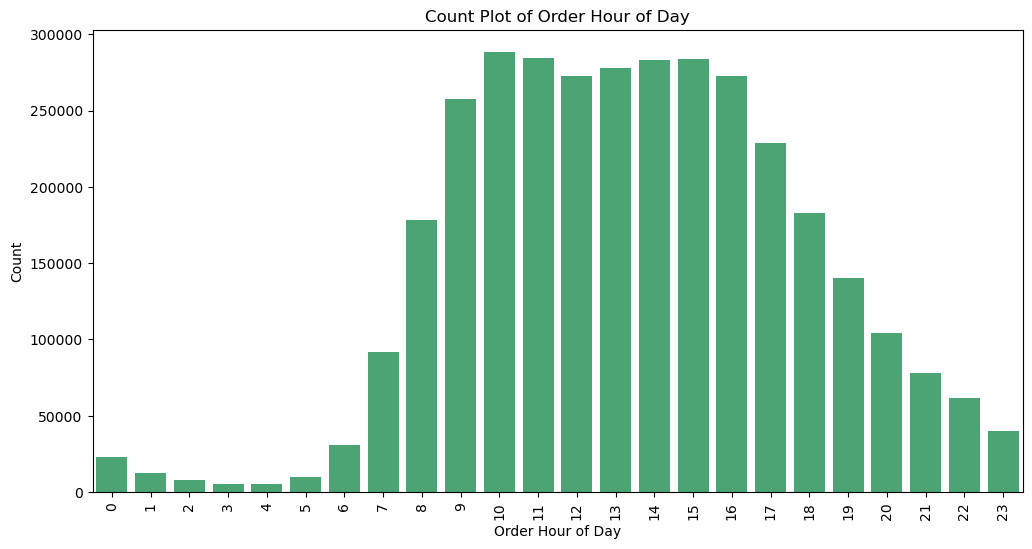 Count Plot of Order Hour of Day
300000
250000
200000
150000
100000
50000
0
Count
0 1 2 3 4 5 6 7 8 9 10 11 12 13 14 15 16 17 18 19 20 21 22 23
Order Hour of Day